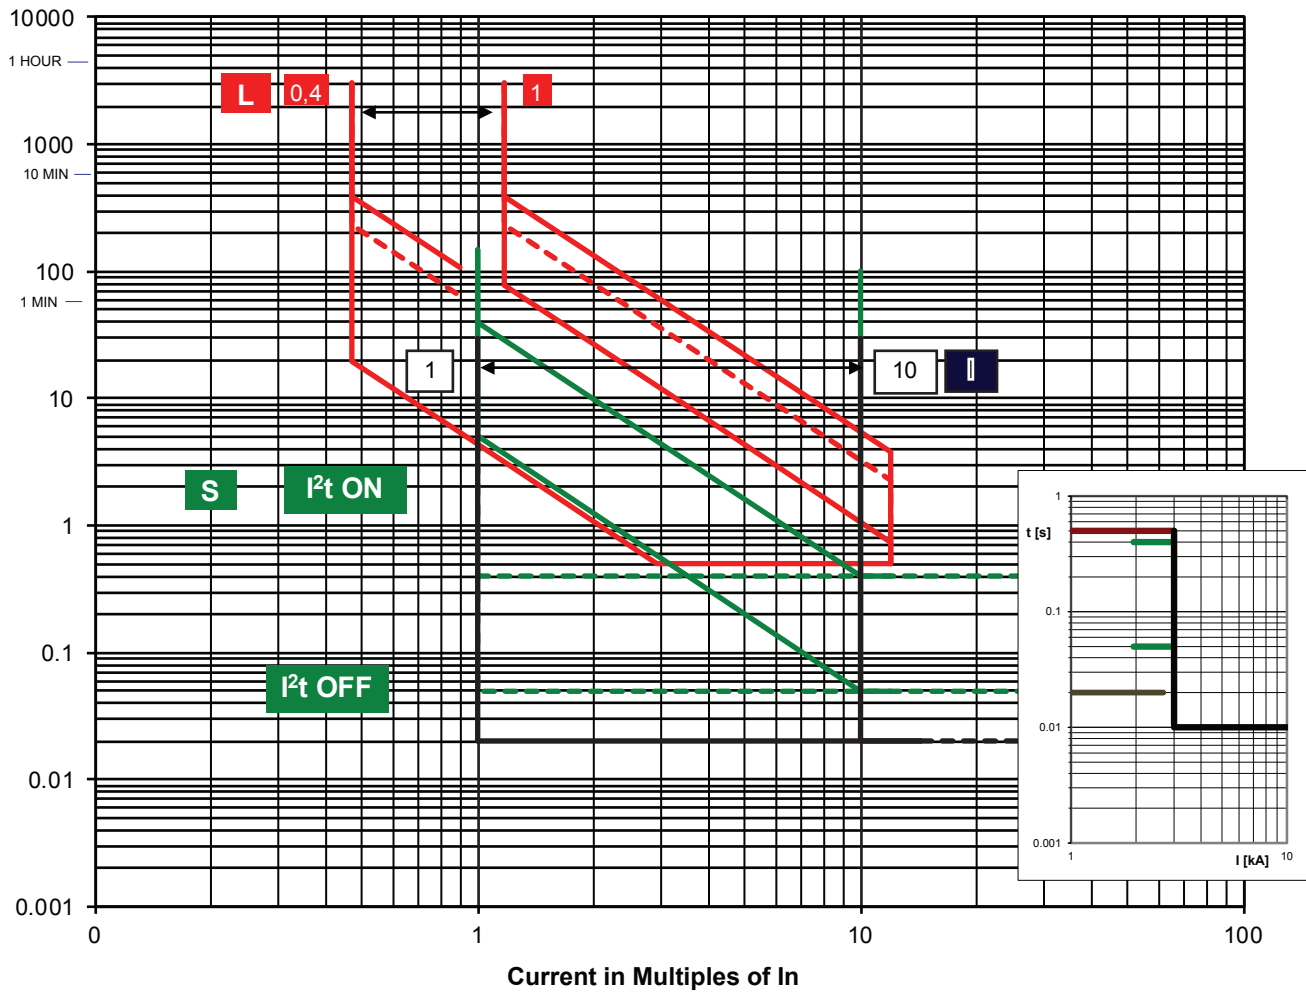 10000
1 HOUR
L 0,4 1
1000
10 MIN
100
1 MIN
1 10 I
10
S I²t ON
1
0.1
I²t OFF
0.01
0.001
0 1 10 100
Current in Multiples of In
1
t [s]
0.1
0.01
0.001
1 10
I [kA]